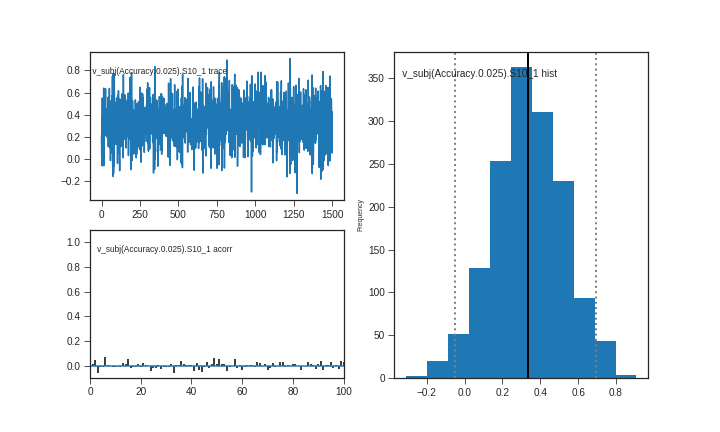 v_subj(Accuracy.0.025).S10_1 trace
0.8
0.6
0.4
0.2
0.0
−0.2
0 250 500 750 1000 1250 1500
v_subj(Accuracy.0.025).S10_1 acorr
1.0
0.8
0.6
0.4
0.2
0.0
0 20 40 60 80 100
v_subj(Accuracy.0.025).S10_1 hist
Frequency
350
300
250
200
150
100
50
0
−0.2 0.0 0.2 0.4 0.6 0.8